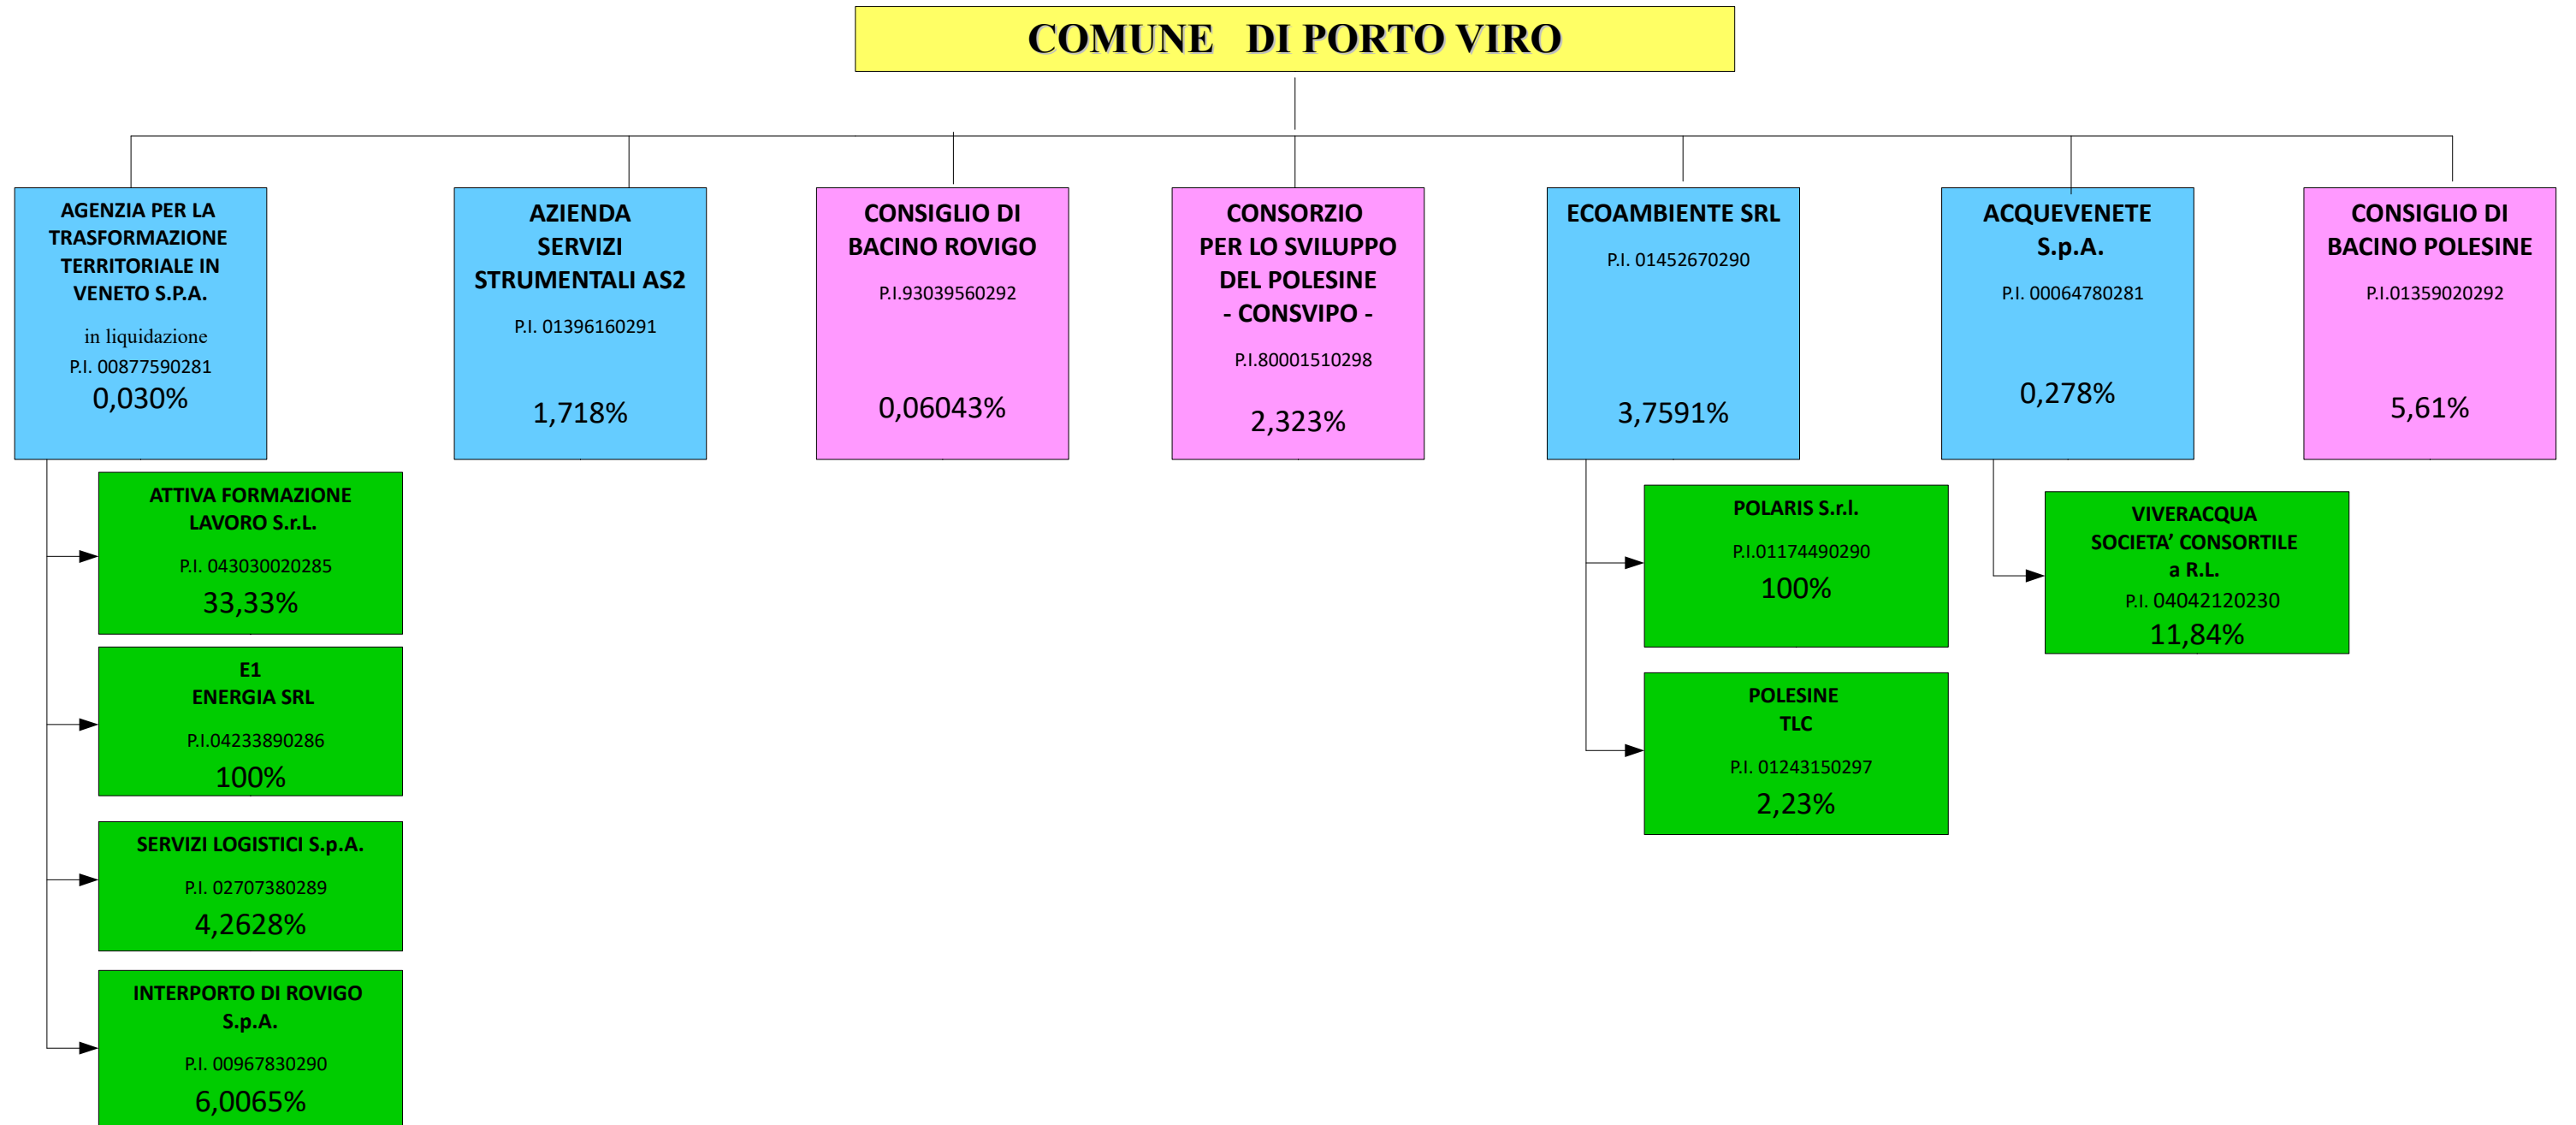 COMUNE DI PORTO VIRO
AGENZIA PER LA
TRASFORMAZIONE
TERRITORIALE IN
VENETO S.P.A.
in liquidazione
P.I. 00877590281
0,030%
AZIENDA
SERVIZI
STRUMENTALI AS2
P.I. 01396160291
1,718%
CONSIGLIO DI
BACINO ROVIGO
P.I.93039560292
0,06043%
CONSORZIO
PER LO SVILUPPO
DEL POLESINE
- CONSVIPO -
P.I.80001510298
2,323%
ECOAMBIENTE SRL
P.I. 01452670290
3,7591%
ACQUEVENETE
S.p.A.
P.I. 00064780281
0,278%
CONSIGLIO DI
BACINO POLESINE
P.I.01359020292
5,61%
ATTIVA FORMAZIONE
LAVORO S.r.L.
P.I. 043030020285
33,33%
E1
ENERGIA SRL
P.I.04233890286
100%
SERVIZI LOGISTICI S.p.A.
P.I. 02707380289
4,2628%
INTERPORTO DI ROVIGO
S.p.A.
P.I. 00967830290
6,0065%
POLARIS S.r.l.
P.I.01174490290
100%
POLESINE
TLC
P.I. 01243150297
2,23%
VIVERACQUA
SOCIETA’ CONSORTILE
a R.L.
P.I. 04042120230
11,84%